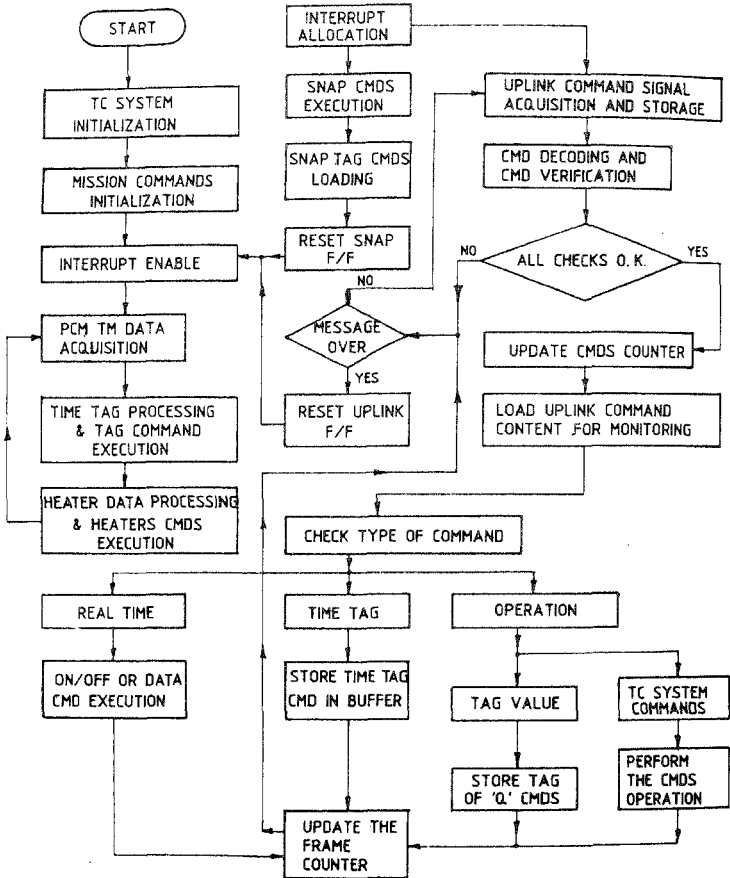 START
TC SYSTEM
INITIALIZATION
MISSION COMMANDS
INITIALIZATION
INTERRUPT ENABLE
PCM TM DATA
ACQUISITION
TIME TAG PROCESSING
& TAG COMMAND
EXECUTION
HEATER DATA PROCESSING
& HEATERS CMDS
EXECUTION
INTERRUPT
ALLOCATION
SNAP CMDS
EXECUTION
SNAP TAG CMDS
LOADING
RESET SNAP
F/F
NO
MESSAGE
OVER
YES
RESET UPLINK
F/F
UPLINK COMMAND SIGNAL
ACQUISITION AND STORAGE
CMD DECODING AND
CMD VERIFICATION
NO
ALL CHECKS O.K.
YES
UPDATE CMDS COUNTER
LOAD UPLINK COMMAND
CONTENT FOR MONITORING
CHECK TYPE OF COMMAND
REAL TIME
ON/OFF OR DATA
CMD EXECUTION
TIME TAG
STORE TIME TAG
CMD IN BUFFER
OPERATION
TAG VALUE
STORE TAG
OF 'Q' CMDS
TC SYSTEM
COMMANDS
PERFORM
THE CMDS
OPERATION
UPDATE THE
FRAME
COUNTER